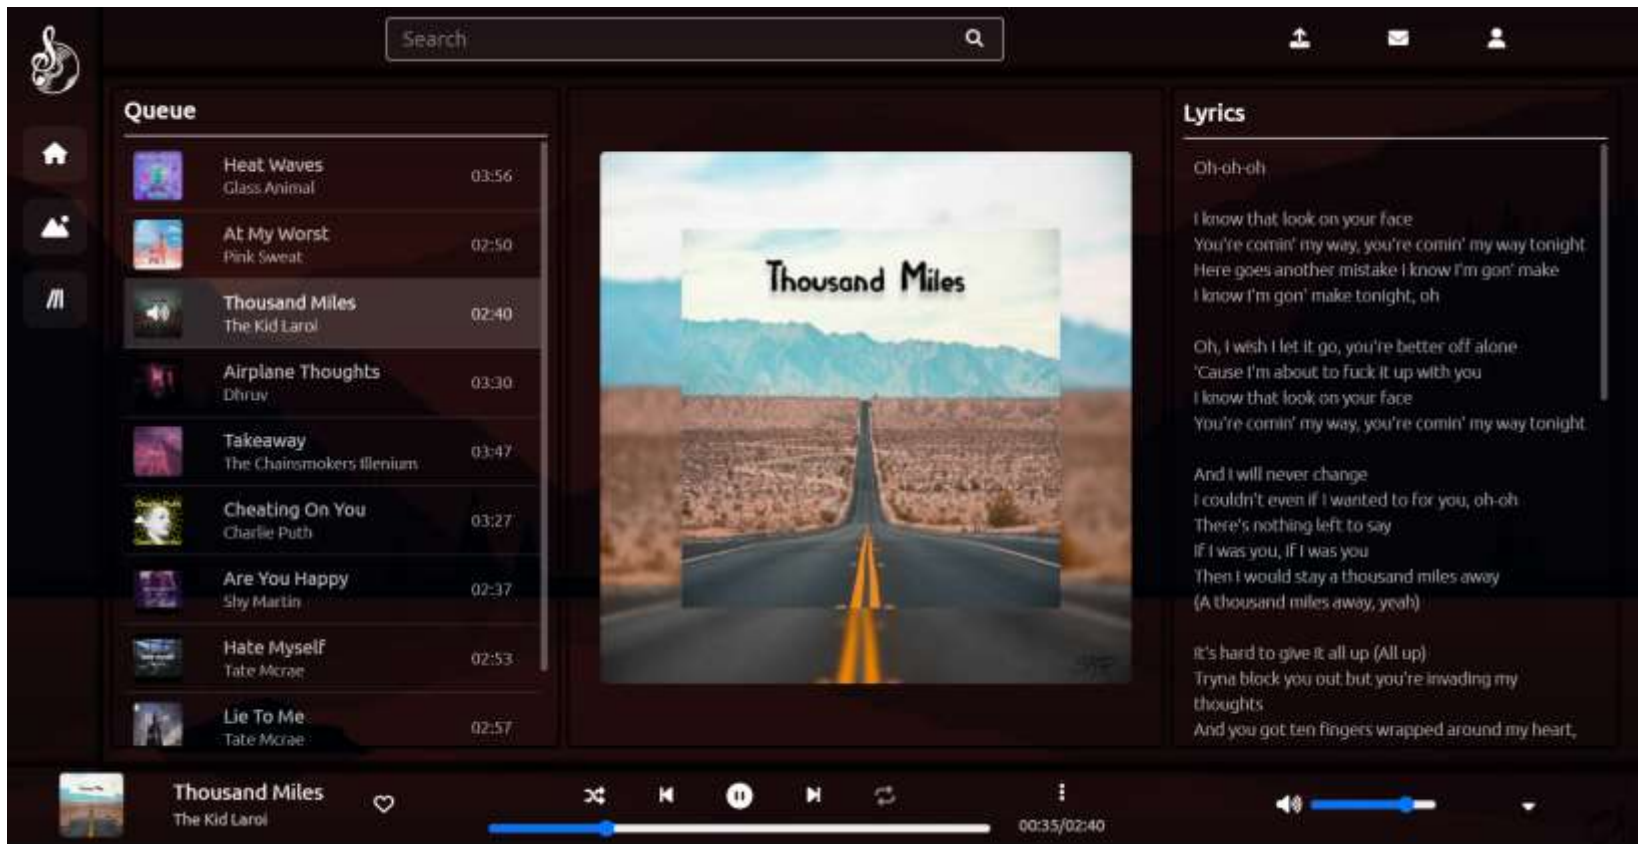 Search
Queue
Heat Waves
Glass Animal
03:56
At My Worst
Pink Sweat
02:50
Thousand Miles
The Kid Laroi
02:40
Airplane Thoughts
Dhruv
03:30
Takeaway
The Chainsmokers Illenium
03:47
Cheating On You
Charlie Puth
03:27
Are You Happy
Shy Martin
02:37
Hate Myself
Tate Mcrae
02:53
Lie To Me
Tate Mcrae
02:57
Thousand Miles
Lyrics
Oh-oh-oh
I know that look on your face
You're comin' my way, you're comin' my way tonight
Here goes another mistake I know I'm gon' make
I know I'm gon' make tonight, oh
Oh, I wish I let it go, you're better off alone
'Cause I'm about to fuck it up with you
I know that look on your face
You're comin' my way, you're comin' my way tonight
And I will never change
I couldn't even if I wanted to for you, oh-oh
There's nothing left to say
If I was you, if I was you
Then I would stay a thousand miles away
(A thousand miles away, yeah)
It's hard to give it all up (All up)
Tryna block you out but you're invading my
thoughts
And you got ten fingers wrapped around my heart,
Thousand Miles
The Kid Laroi
00:35/02:40